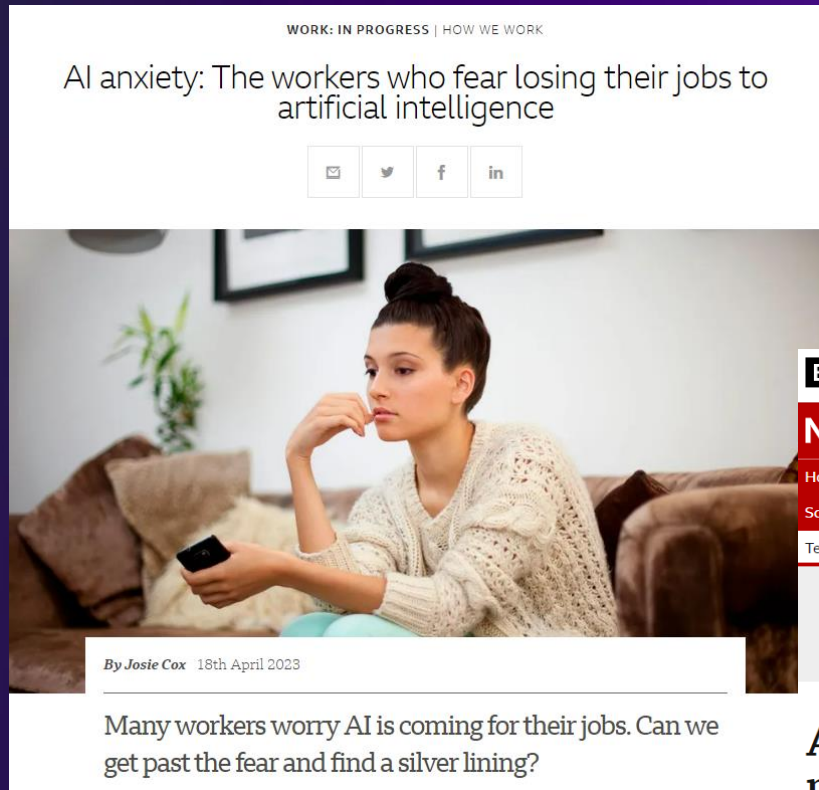 WORK: IN PROGRESS | HOW WE WORK
AI anxiety: The workers who fear losing their jobs to
artificial intelligence
f
in
By Josie Cox 18th April 2023
Many workers worry AI is coming for their jobs. Can we
get past the fear and find a silver lining?